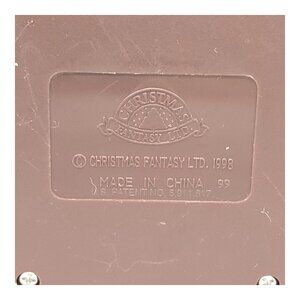 CHRISTMAS
FANTASY LTD.
© CHRISTMAS FANTASY LTD. 1998
MADE IN CHINA 99
PATENT NO.